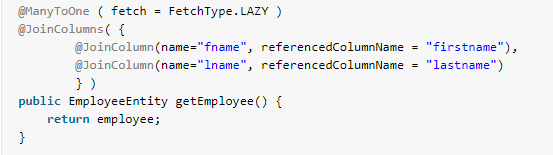 @ManyToOne ( fetch = FetchType.LAZY )
@JoinColumns( {
@JoinColumn(name="fname", referencedColumnName = "firstname"),
@JoinColumn(name="lname", referencedColumnName = "lastname")
} )
public EmployeeEntity getEmployee() {
return employee;
}